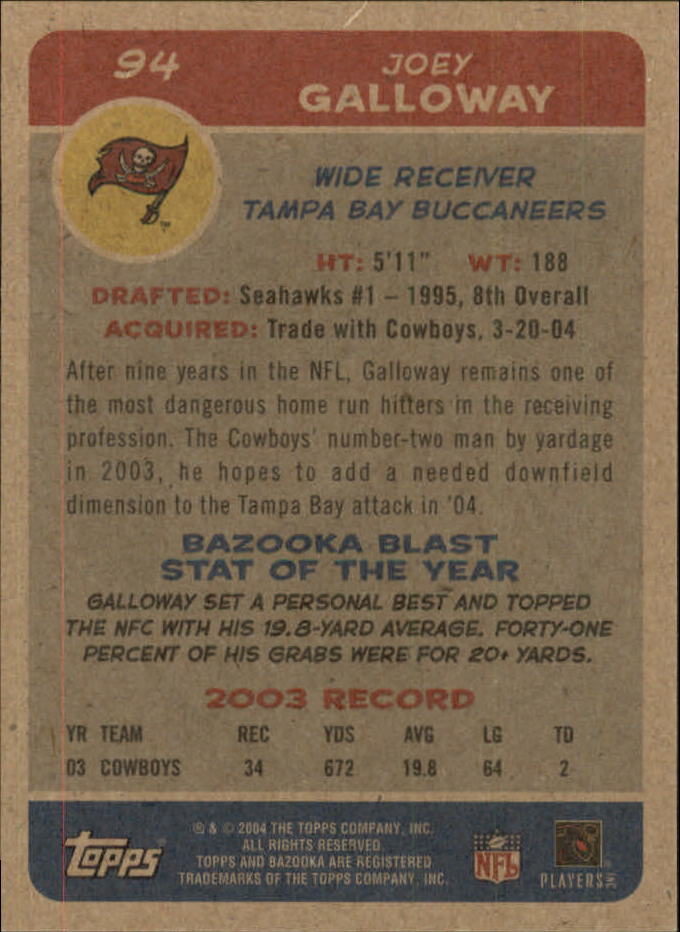 94
JOEY
GALLOWAY
WIDE RECEIVER
TAMPA BAY BUCCANEERS
HT: 5'11" WT: 188
DRAFTED: Seahawks #1 – 1995, 8th Overall
ACQUIRED: Trade with Cowboys, 3-20-04
After nine years in the NFL, Galloway remains one of
the most dangerous home run hitters in the receiving
profession. The Cowboys' number-two man by yardage
in 2003, he hopes to add a needed downfield
dimension to the Tampa Bay attack in '04.
BAZOOKA BLAST
STAT OF THE YEAR
GALLOWAY SET A PERSONAL BEST AND TOPPED
THE NFC WITH HIS 19.8-YARD AVERAGE. FORTY-ONE
PERCENT OF HIS GRABS WERE FOR 20+ YARDS.
2003 RECORD
YR TEAM REC YDS AVG LG TD
03 COWBOYS 34 672 19.8 64 2
® & © 2004 THE TOPPS COMPANY, INC.
ALL RIGHTS RESERVED.
TOPPS AND BAZOOKA ARE REGISTERED
TRADEMARKS OF THE TOPPS COMPANY, INC.
topps
NFL
PLAYERS INC